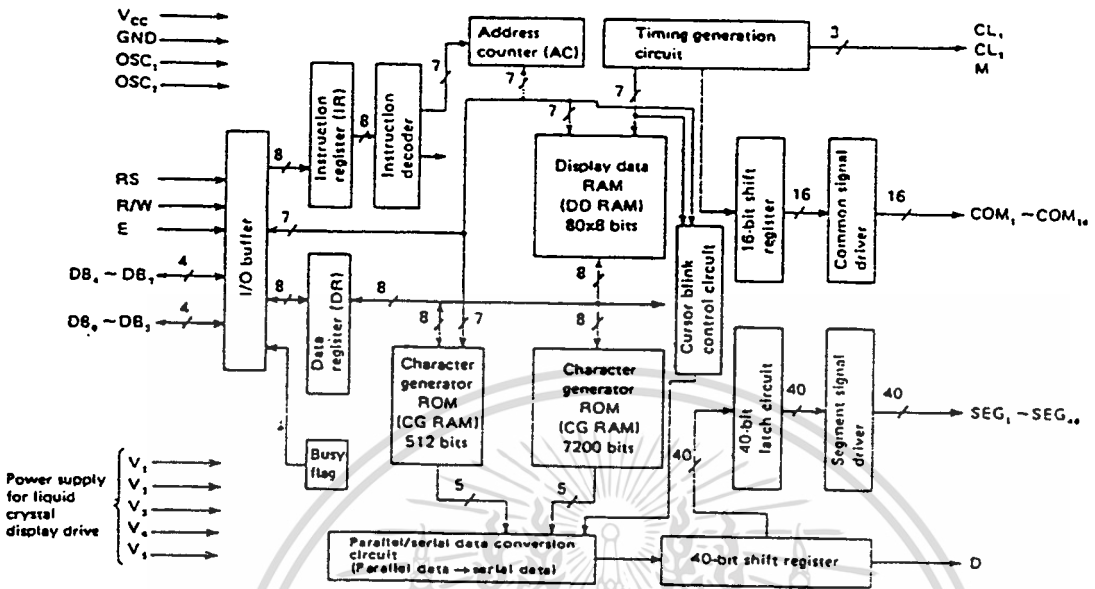 VCC
GND
OSC₁
OSC₂
Address
counter (AC)
Timing generation
circuit
3
CL₁
CL₂
M
7
7
7
7
8
Instruction
register (IR)
8
Instruction
decoder
Display data
RAM
(DD RAM)
80x8 bits
16-bit shift
register
16
Common signal
driver
16
COM₁ ~ COM₁₆
RS
R/W
E
DB₄ ~ DB₇
4
DB₀ ~ DB₃
4
I/O buffer
7
8
Data
register (DR)
8
8
7
8
8
Cursor blink
control circuit
Character
generator
ROM
(CG RAM)
512 bits
Character
generator
ROM
(CG RAM)
7200 bits
40-bit
latch circuit
40
Segment signal
driver
40
SEG₁ ~ SEG₄₀
40
Busy
flag
Power supply
for liquid
crystal
display drive
V₁
V₂
V₃
V₄
V₅
5
5
Parallel/serial data conversion
circuit
(Parallel data → serial data)
40-bit shift register
D